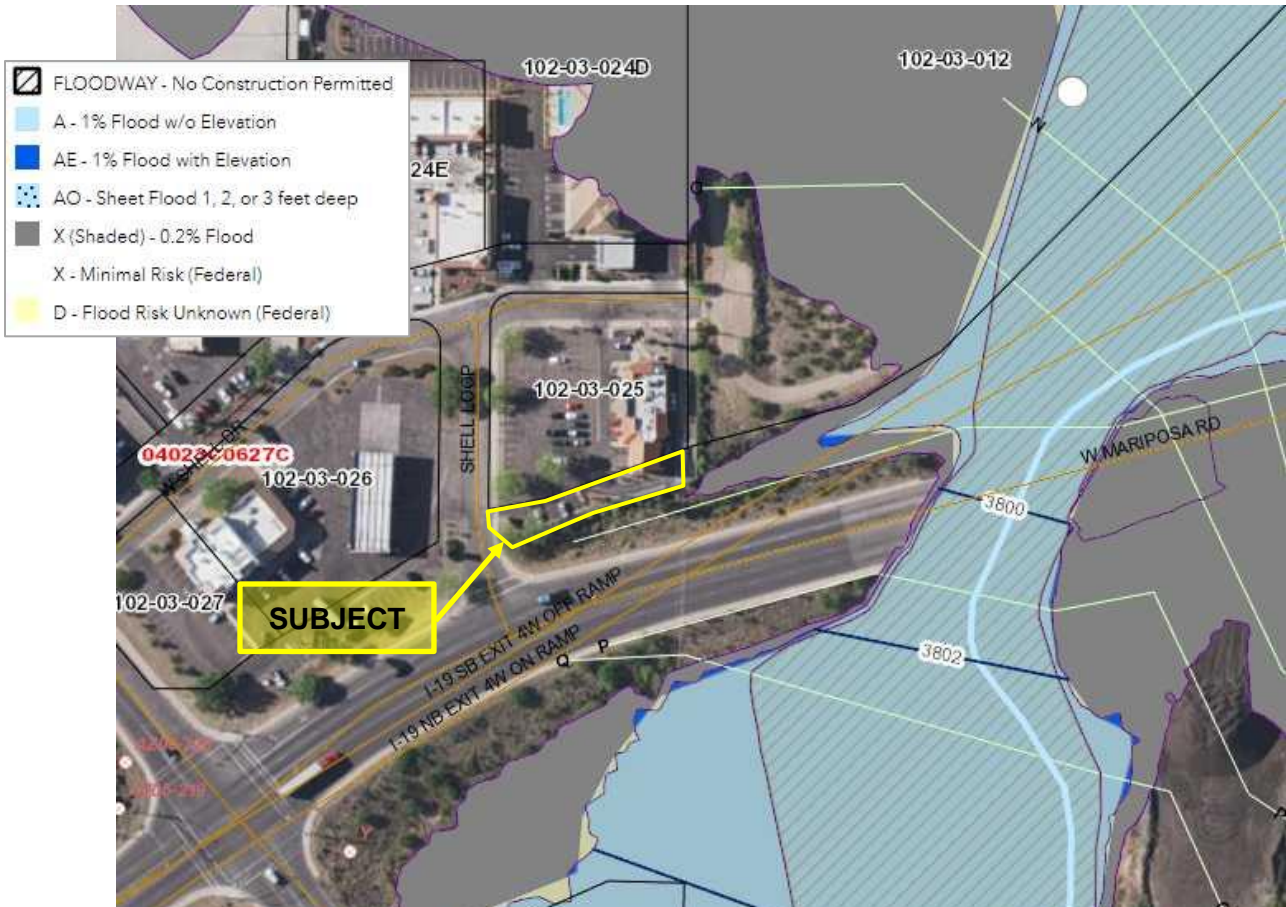 FLOODWAY - No Construction Permitted
A - 1% Flood w/o Elevation
AE - 1% Flood with Elevation
AO - Sheet Flood 1, 2, or 3 feet deep
X (Shaded) - 0.2% Flood
X - Minimal Risk (Federal)
D - Flood Risk Unknown (Federal)
102-03-024D
102-03-012
24E
N
O
102-03-025
SHELL LOOP
W SHELL DR
04023C0627C
102-03-026
W MARIPOSA RD
3800
102-03-027
SUBJECT
I-19 SB EXIT 4W OFF RAMP
I-19 NB EXIT 4W ON RAMP
Q
P
3802
Y